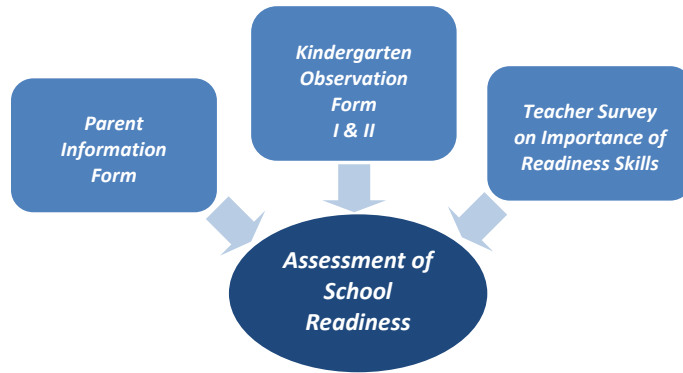 Parent
Information
Form
Kindergarten
Observation
Form
I & II
Teacher Survey
on Importance of
Readiness Skills
Assessment of
School
Readiness